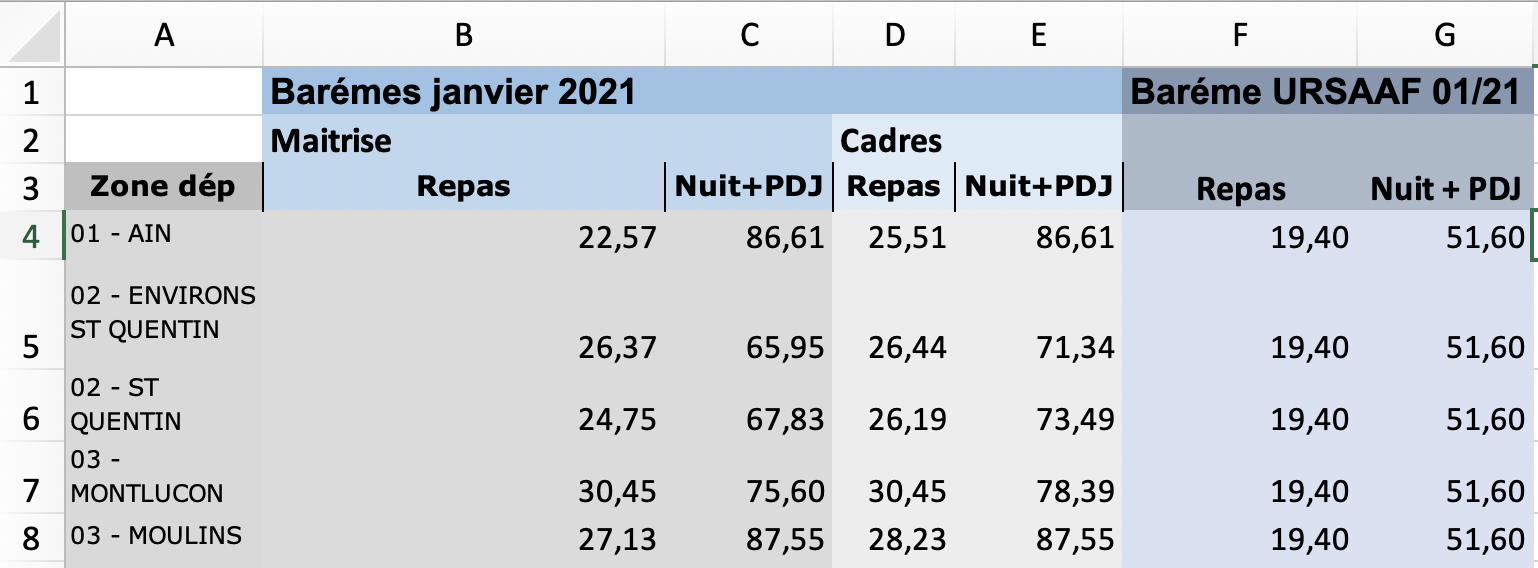 A B C D E F G
1 Barémes janvier 2021 Baréme URSAAF 01/21
2 Maitrise Cadres
3 Zone dép Repas Nuit+PDJ Repas Nuit+PDJ Repas Nuit + PDJ
4 01 - AIN 22,57 86,61 25,51 86,61 19,40 51,60
02 - ENVIRONS
ST QUENTIN
5 26,37 65,95 26,44 71,34 19,40 51,60
02 - ST
6 QUENTIN 24,75 67,83 26,19 73,49 19,40 51,60
03 -
7 MONTLUCON 30,45 75,60 30,45 78,39 19,40 51,60
8 03 - MOULINS 27,13 87,55 28,23 87,55 19,40 51,60